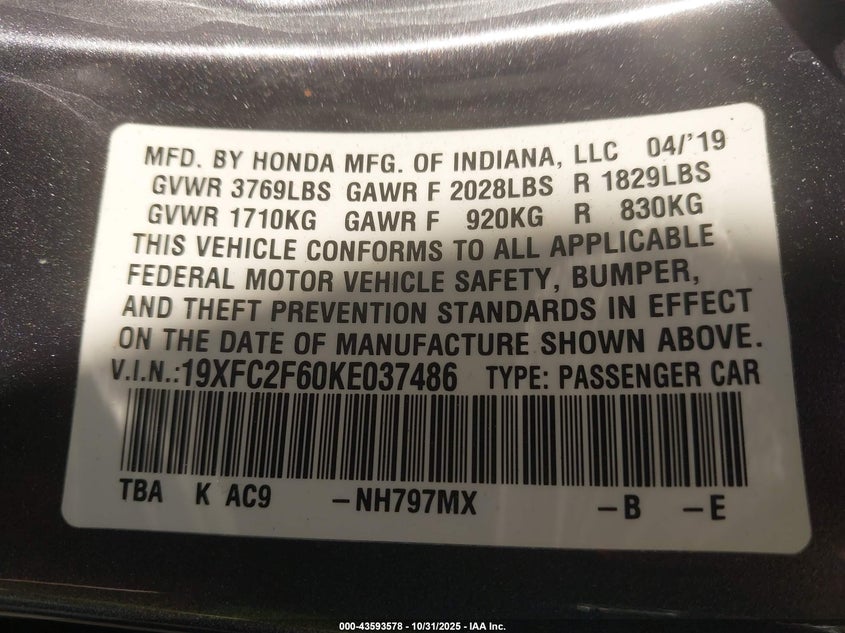 MFD. BY HONDA MFG. OF INDIANA, LLC 04/'19
GVWR 3769LBS GAWR F 2028LBS R 1829LBS
GVWR 1710KG GAWR F 920KG R 830KG
THIS VEHICLE CONFORMS TO ALL APPLICABLE
FEDERAL MOTOR VEHICLE SAFETY, BUMPER,
AND THEFT PREVENTION STANDARDS IN EFFECT
ON THE DATE OF MANUFACTURE SHOWN ABOVE.
V.I.N.:19XFC2F60KE037486 TYPE: PASSENGER CAR
TBA K AC9 -NH797MX -B -E
000-43593578 - 10/31/2025 - IAA Inc.